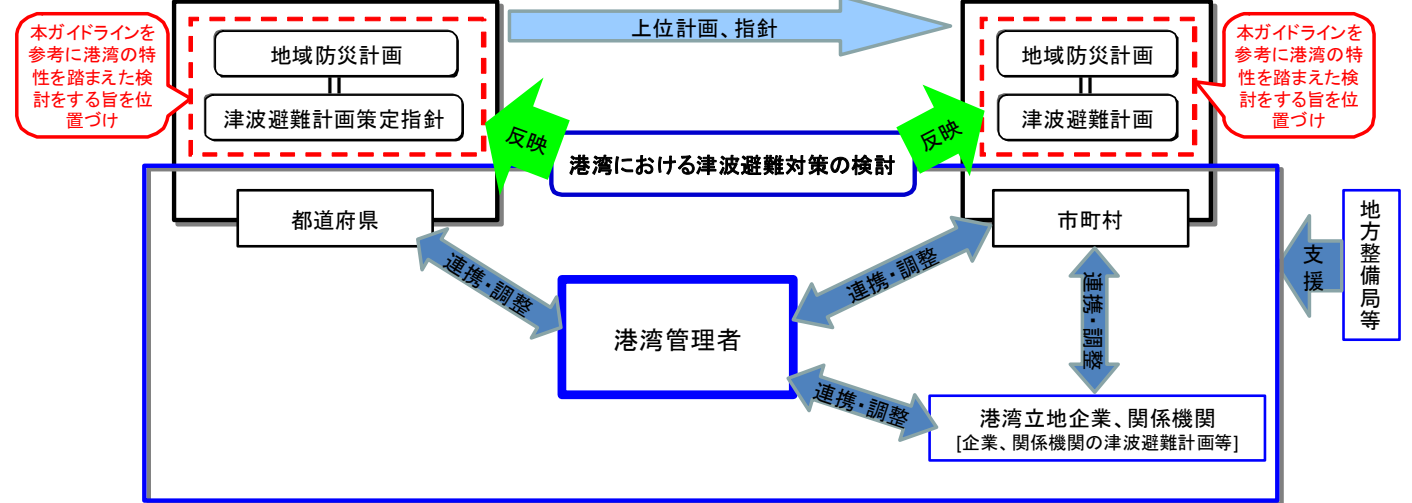 本ガイドラインを
参考に港湾の特
性を踏まえた検
討をする旨を位
置づけ
地域防災計画
津波避難計画策定指針
上位計画、指針
地域防災計画
津波避難計画
本ガイドラインを
参考に港湾の特
性を踏まえた検
討をする旨を位
置づけ
反映
港湾における津波避難対策の検討
反映
都道府県
市町村
連携・調整
連携・調整
連携・調整
支援
地方整備局等
港湾管理者
連携・調整
港湾立地企業、関係機関
[企業、関係機関の津波避難計画等]